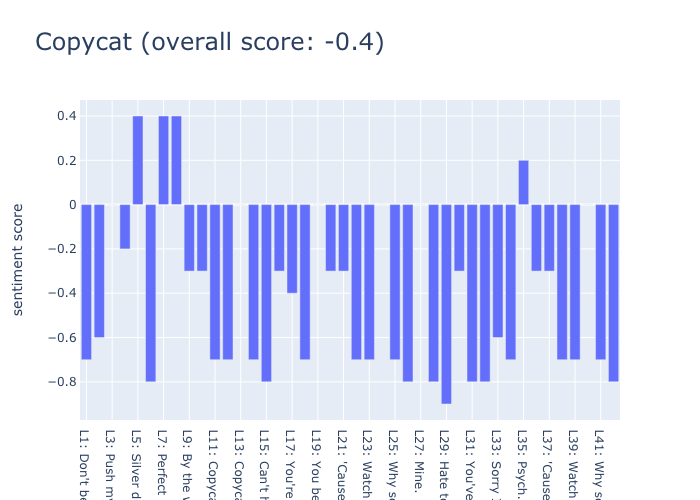 Copycat (overall score: -0.4)
0.4
0.2
0
−0.2
−0.4
−0.6
−0.8
sentiment score
L1: Don't
L3: Push
L5: Silver
L7: Perfect
L9: By the
L11:
L13:
L15: Can't
L17: You're
L19: You
L21: 'Cause
L23: Watch
L25: Why
L27: Mine.
L29: Hate
L31: You've
L33: Sorry
L35: Psych.
L37: 'Cause
L39: Watch
L41: Why